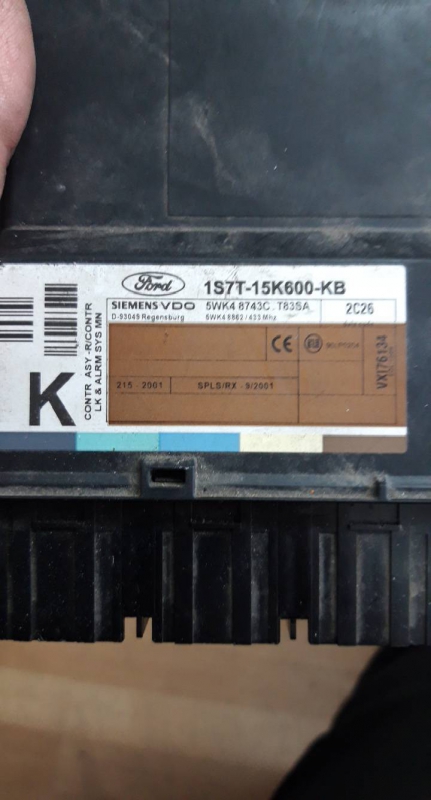 Ford 1S7T-15K600-KB
SIEMENS VDO 5WK4 8743C T83SA 2C26
D-93049 Regensburg 5WK4 8862 / 433 Mhz
CONTR ASY -R/CONTR
LK & ALRM SYS MN
K
CE
215 2001 SPLS/RX - 9/2001
VX176134